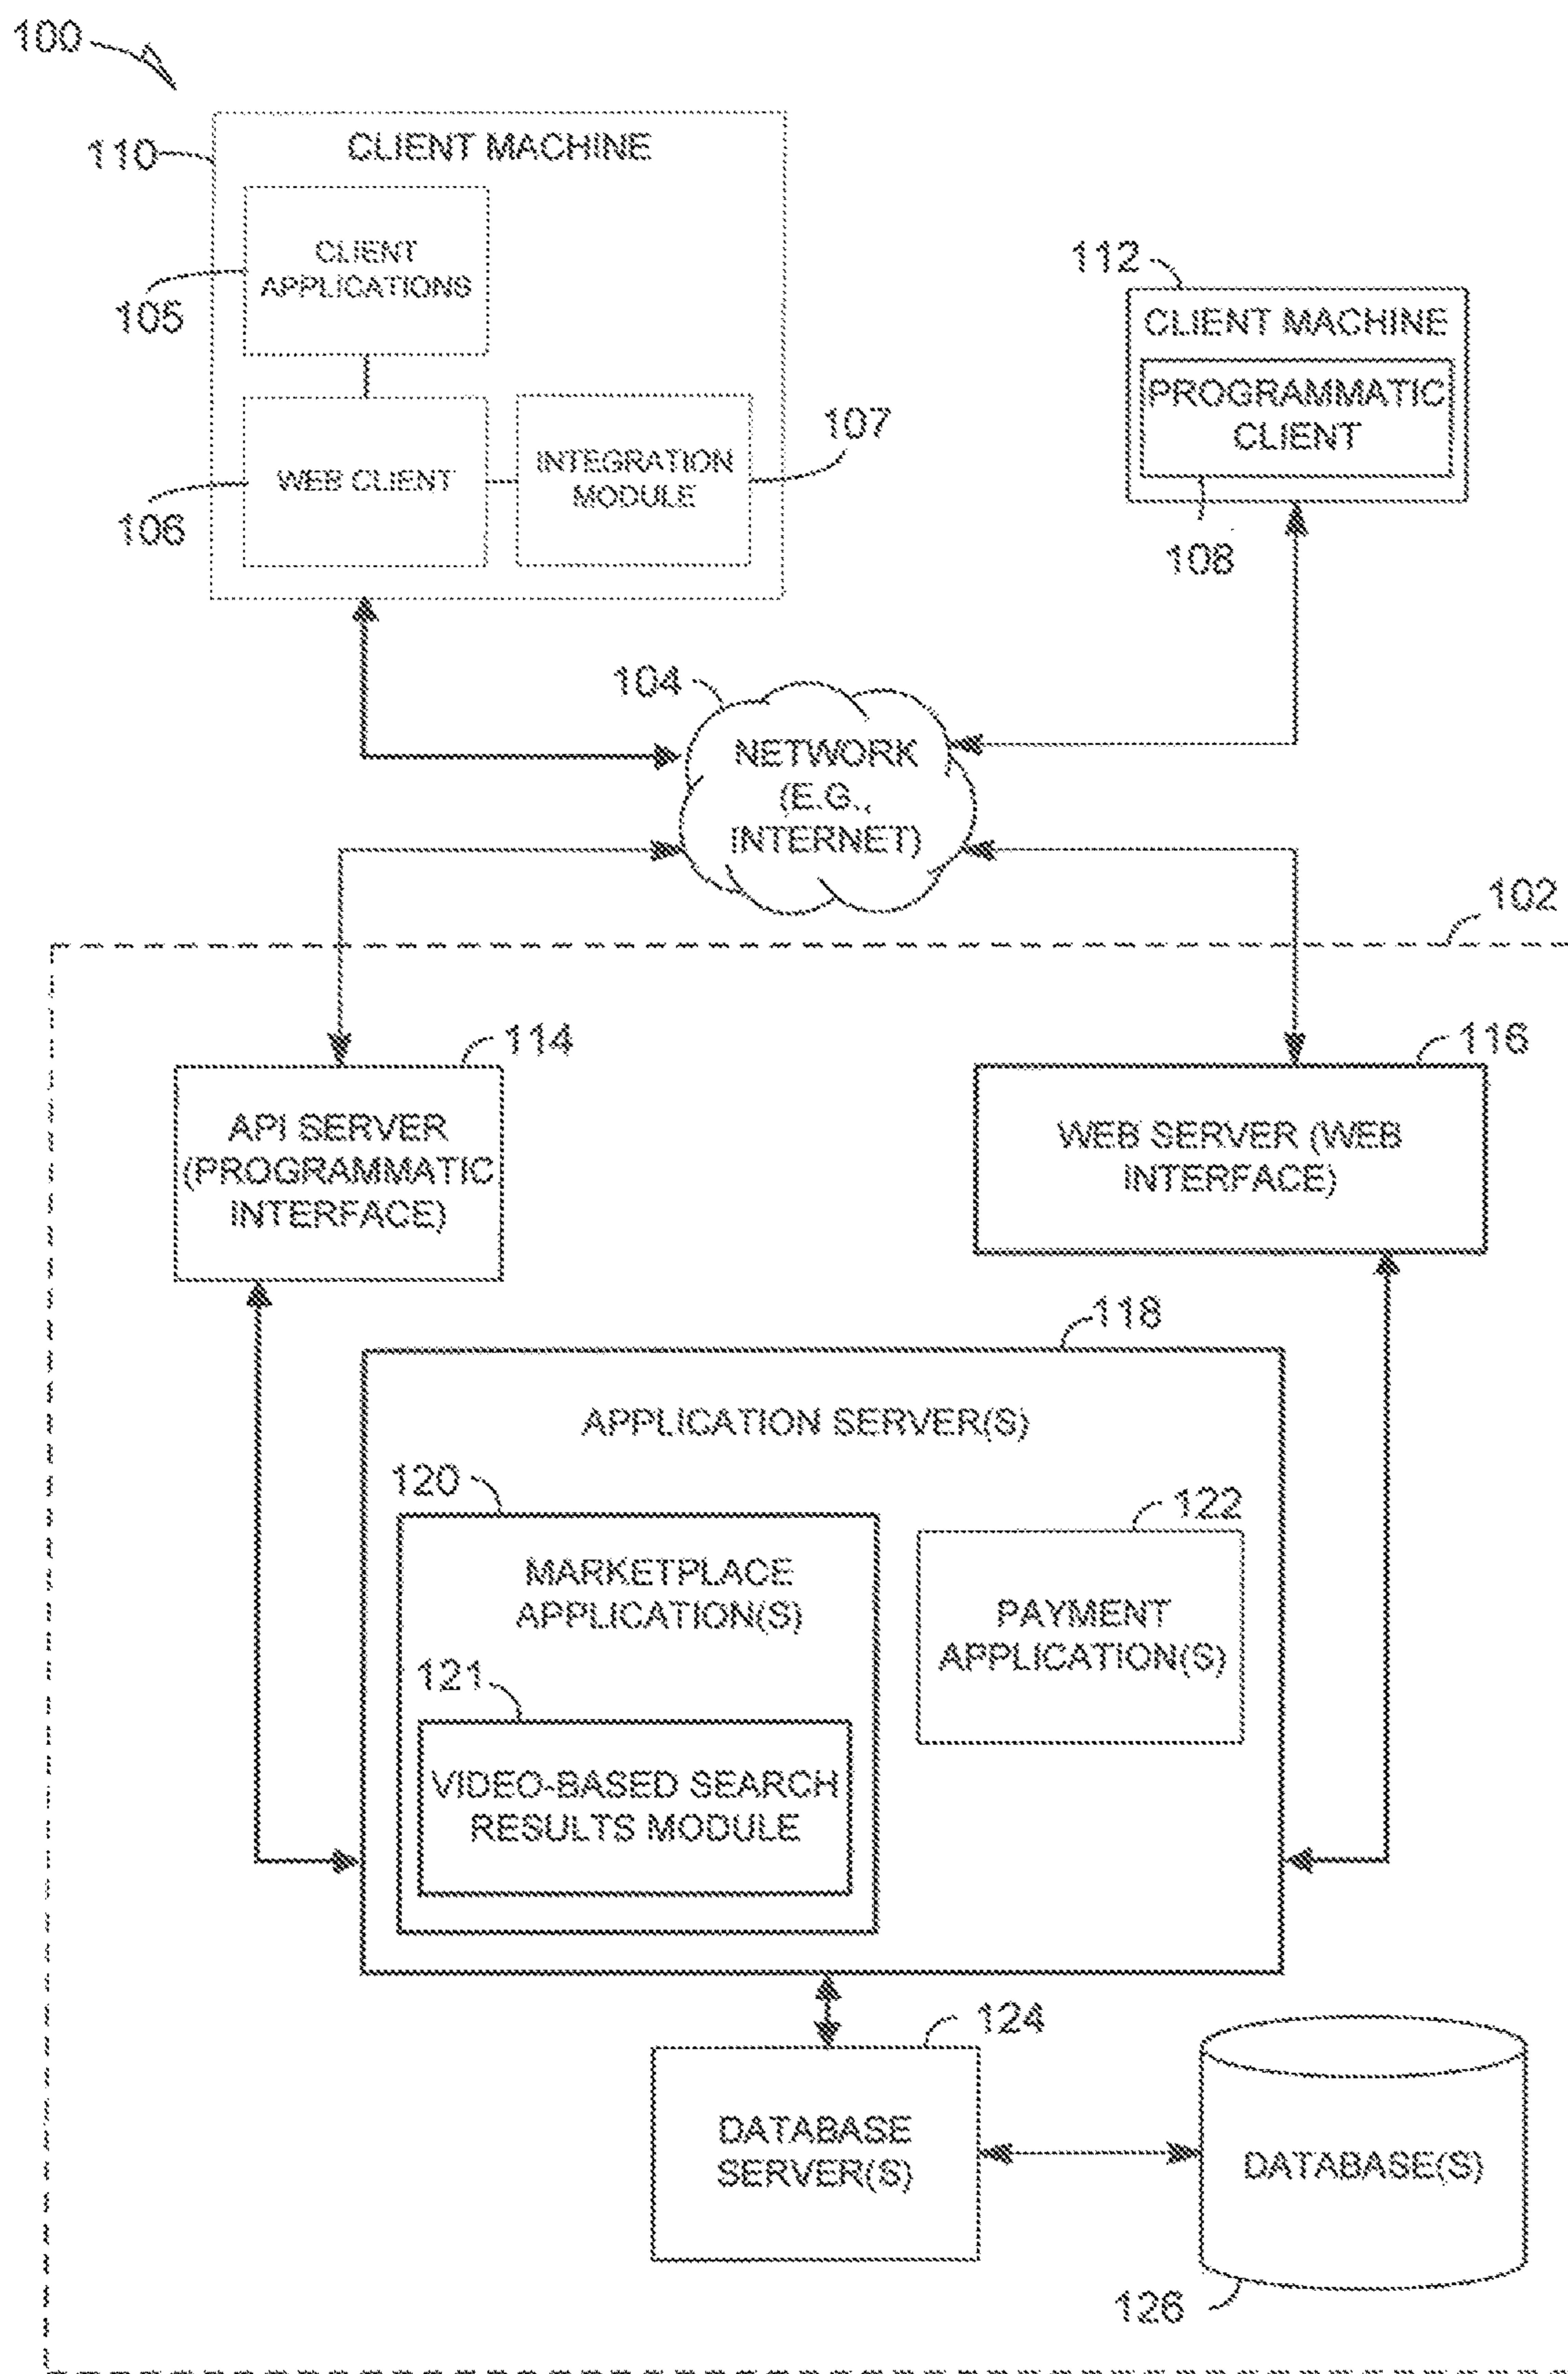 100
110
CLIENT MACHINE
CLIENT
APPLICATIONS
105
WEB CLIENT
106
INTEGRATION
MODULE
107
112
CLIENT MACHINE
PROGRAMMATIC
CLIENT
108
104
NETWORK
(E.G.,
INTERNET)
102
114
API SERVER
(PROGRAMMATIC
INTERFACE)
116
WEB SERVER (WEB
INTERFACE)
118
APPLICATION SERVER(S)
120
MARKETPLACE
APPLICATION(S)
121
VIDEO-BASED SEARCH
RESULTS MODULE
122
PAYMENT
APPLICATION(S)
124
DATABASE
SERVER(S)
DATABASE(S)
126